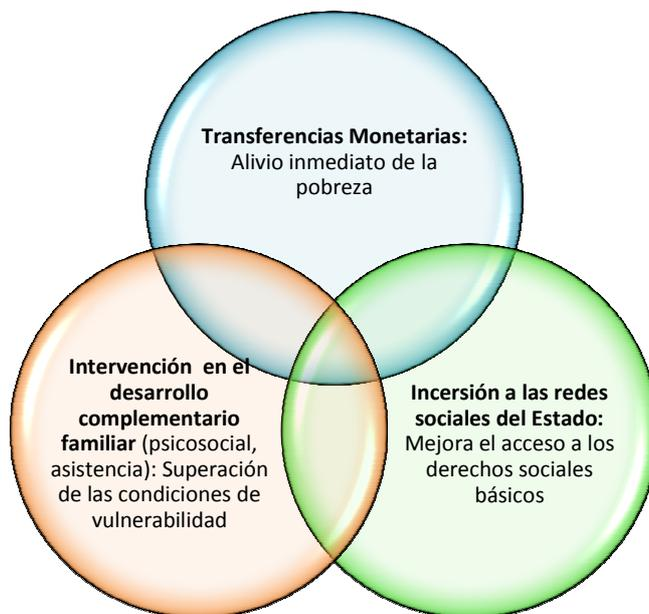 Transferencias Monetarias:
Alivio inmediato de la
pobreza
Intervención en el
desarrollo
complementario
familiar (psicosocial,
asistencia): Superación
de las condiciones de
vulnerabilidad
Incersión a las redes
sociales del Estado:
Mejora el acceso a los
derechos sociales
básicos